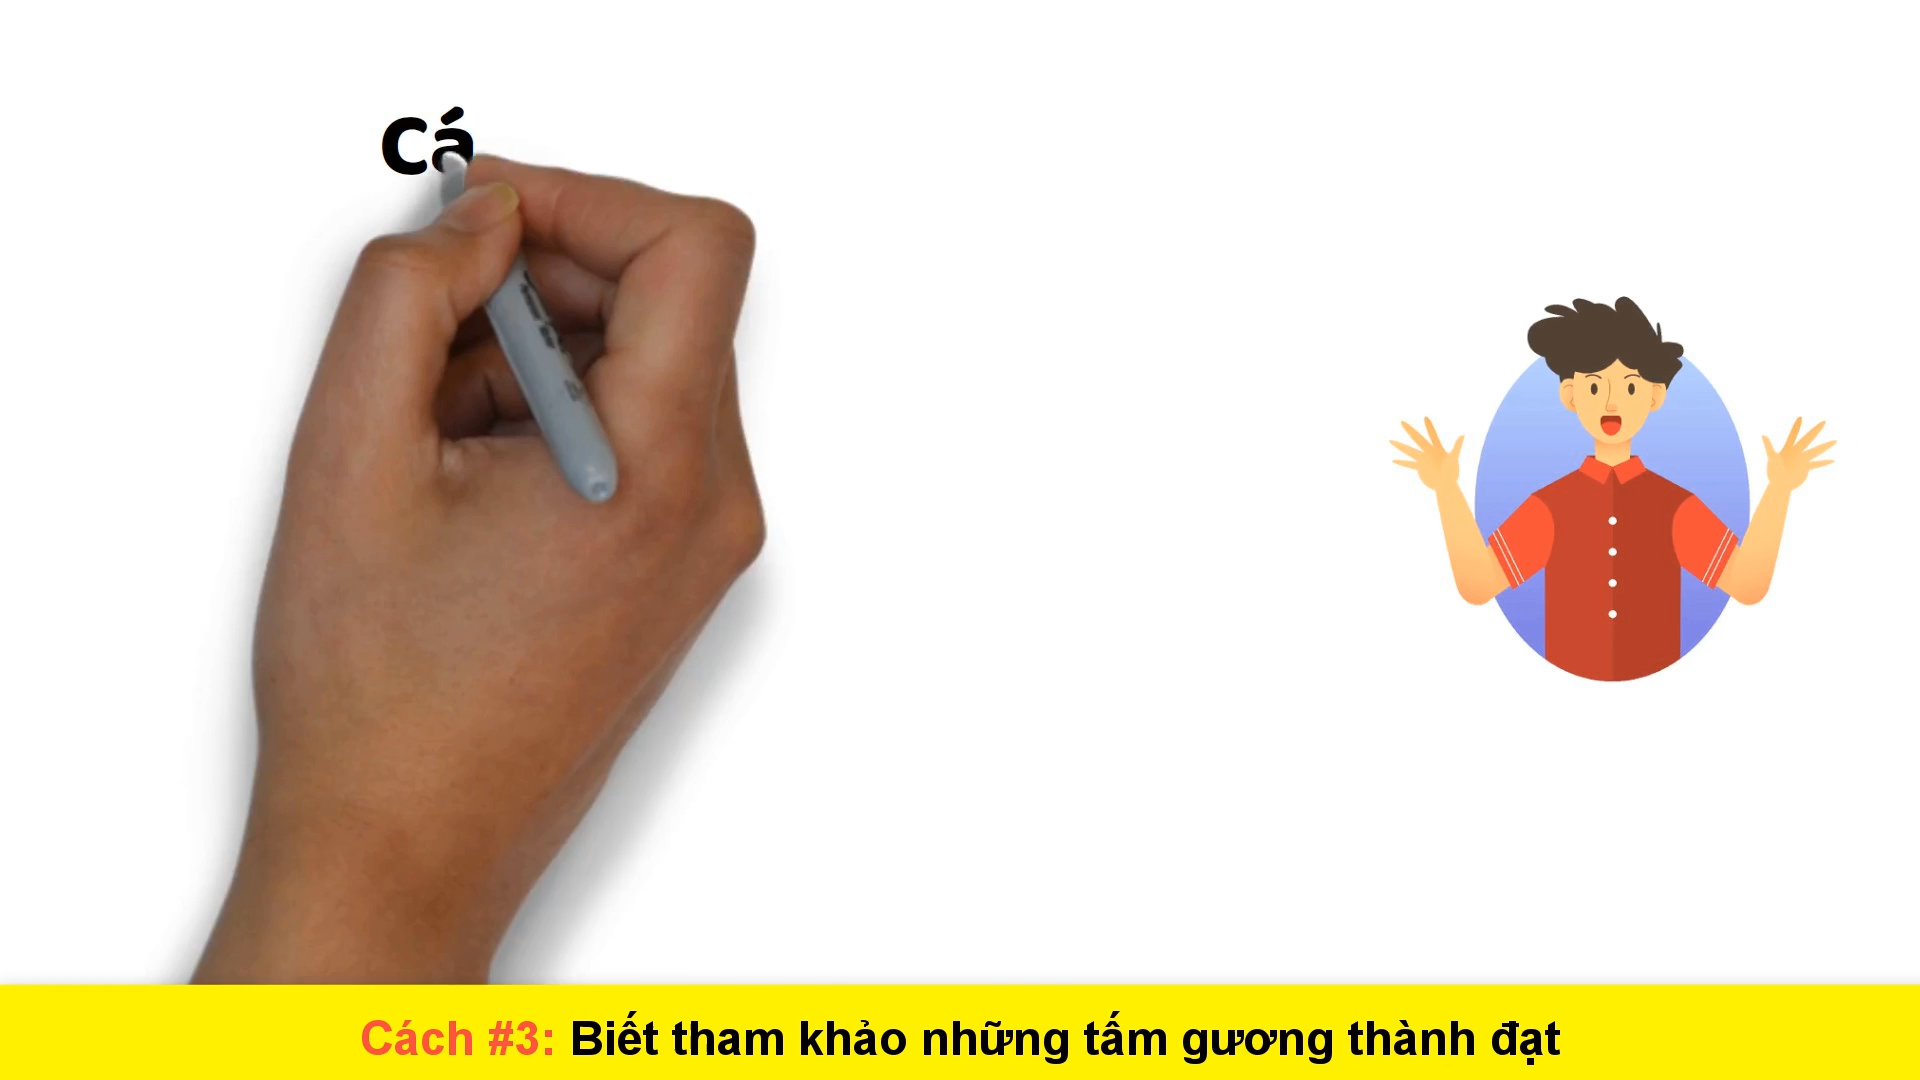 Cá
Cách #3: Biết tham khảo những tấm gương thành đạt